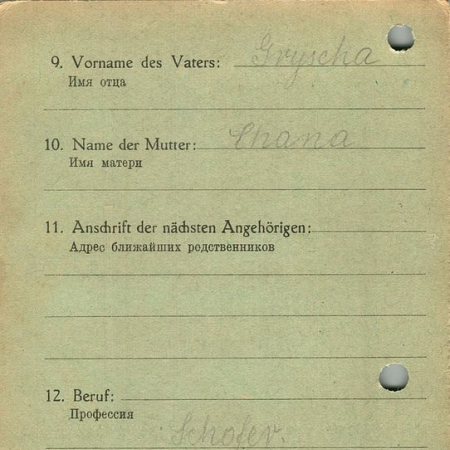 9. Vorname des Vaters: Gryscha
Имя отца
10. Name der Mutter: Chana
Имя матери
11. Anschrift der nächsten Angehörigen:
Адрес ближайших родственников
12. Beruf:
Профессия
Schofer.